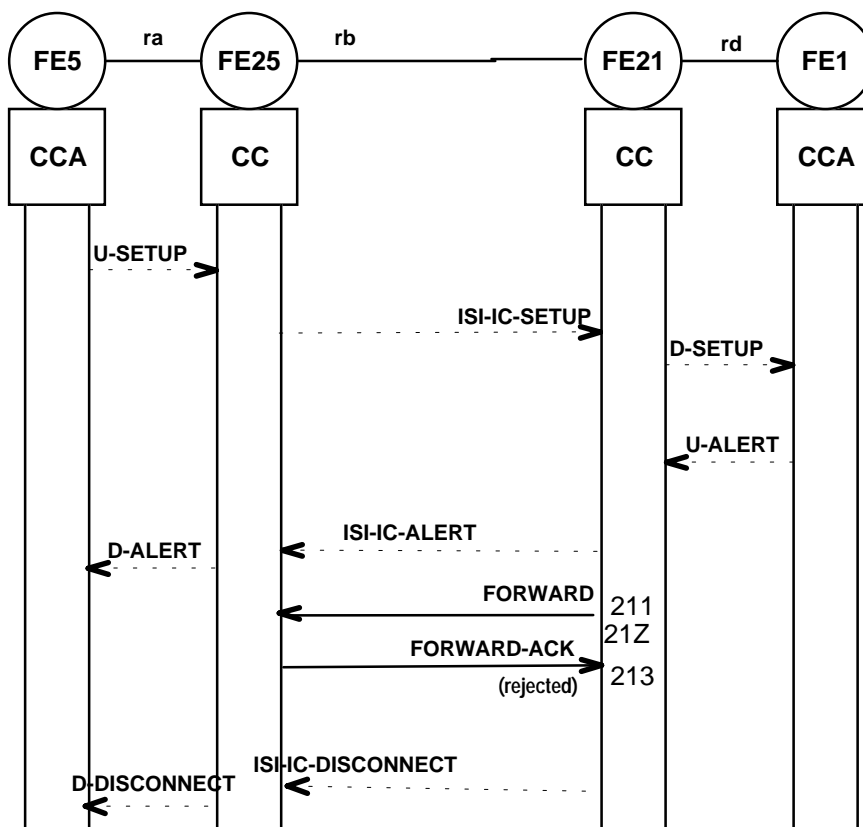 ra
rb
rd
FE5
FE25
FE21
FE1
CCA
CC
CC
CCA
U-SETUP
ISI-IC-SETUP
D-SETUP
U-ALERT
ISI-IC-ALERT
D-ALERT
FORWARD
211
21Z
FORWARD-ACK
(rejected)
213
ISI-IC-DISCONNECT
D-DISCONNECT